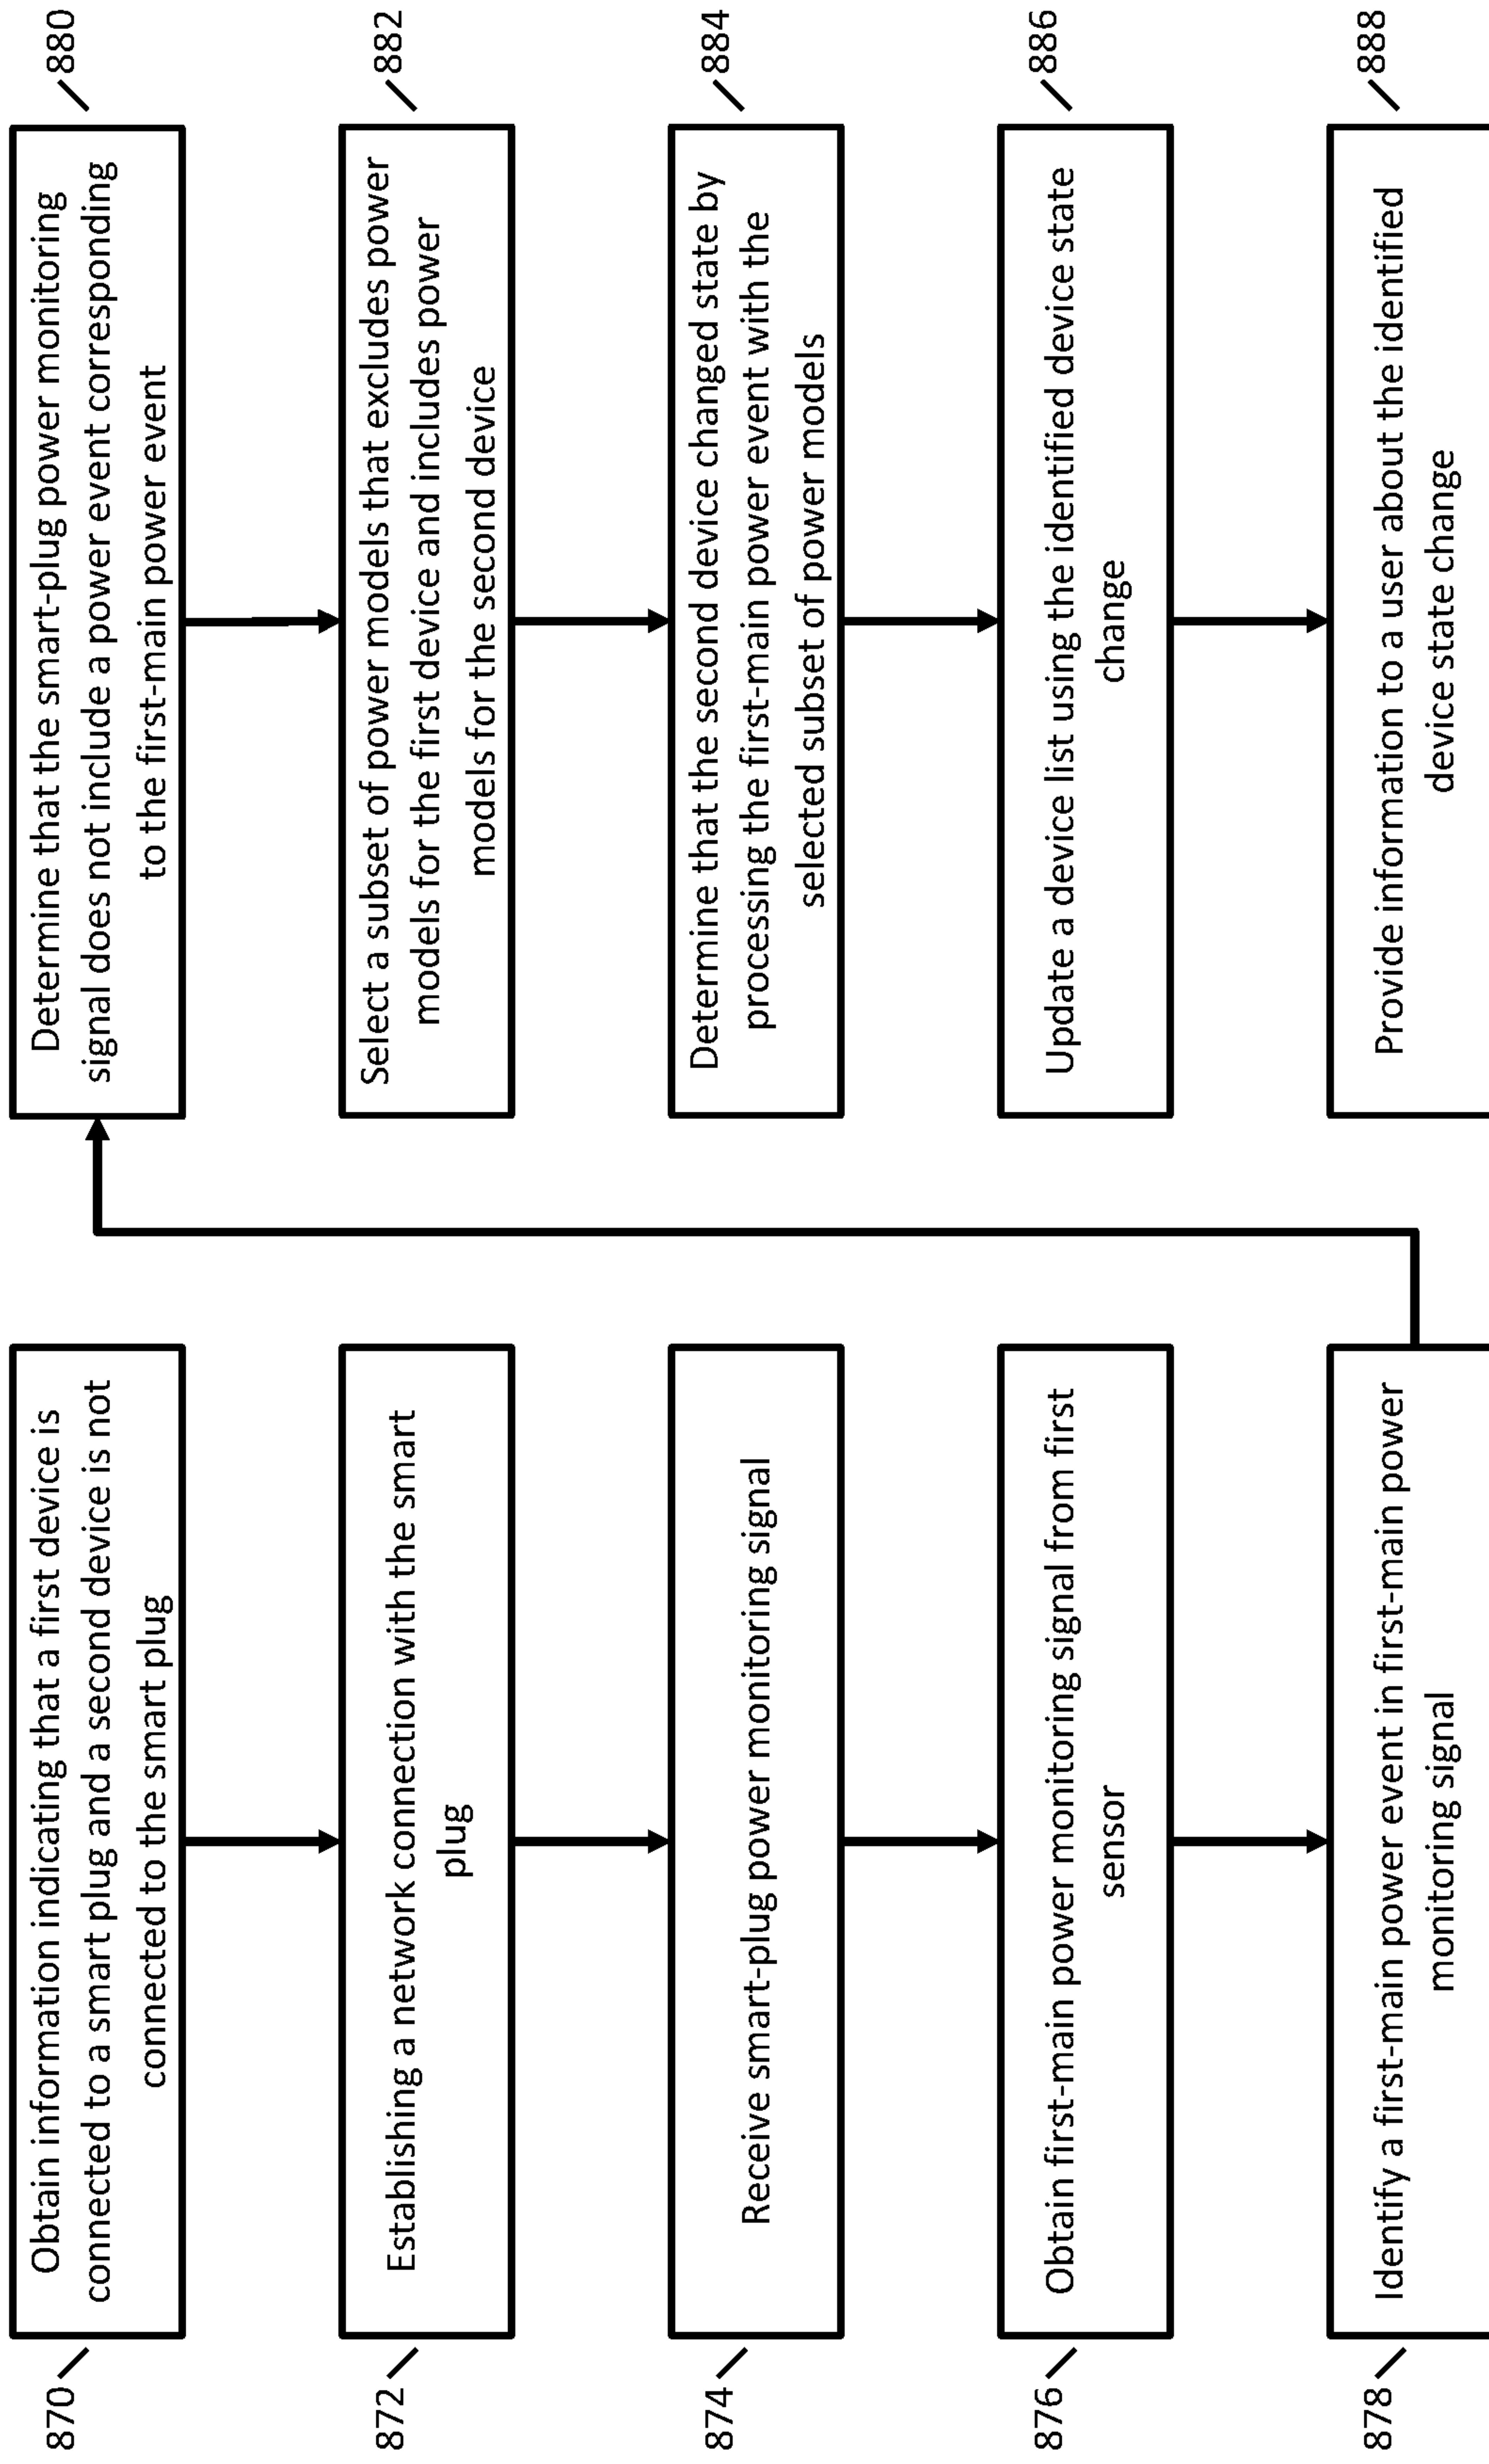 870
Obtain information indicating that a first device is
connected to a smart plug and a second device is not
connected to the smart plug
872
Establishing a network connection with the smart
plug
874
Receive smart-plug power monitoring signal
876
Obtain first-main power monitoring signal from first
sensor
878
Identify a first-main power event in first-main power
monitoring signal
880
Determine that the smart-plug power monitoring
signal does not include a power event corresponding
to the first-main power event
882
Select a subset of power models that excludes power
models for the first device and includes power
models for the second device
884
Determine that the second device changed state by
processing the first-main power event with the
selected subset of power models
886
Update a device list using the identified device state
change
888
Provide information to a user about the identified
device state change